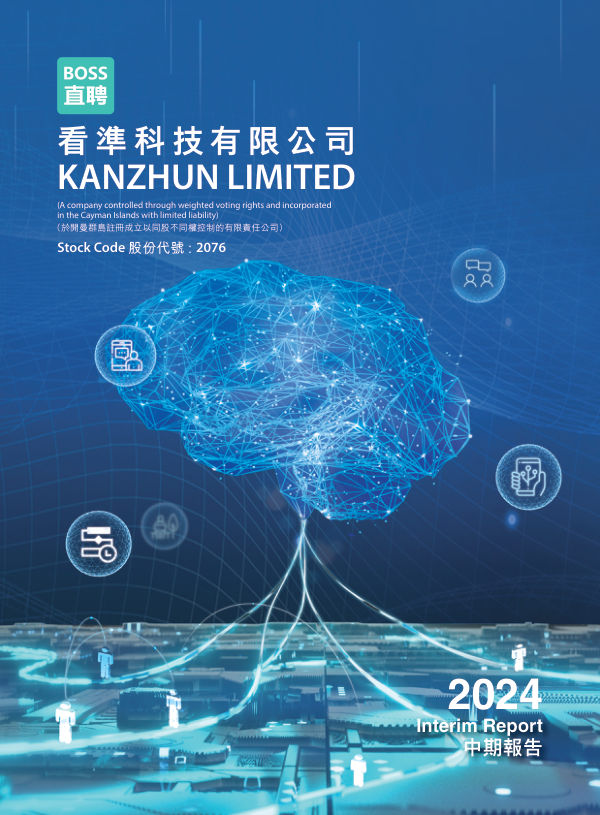 BOSS
直聘
看準科技有限公司
KANZHUN LIMITED
(A company controlled through weighted voting rights and incorporated
in the Cayman Islands with limited liability)
（於開曼群島註冊成立以同股不同權控制的有限責任公司）
Stock Code 股份代號 : 2076
2024
Interim Report
中期報告